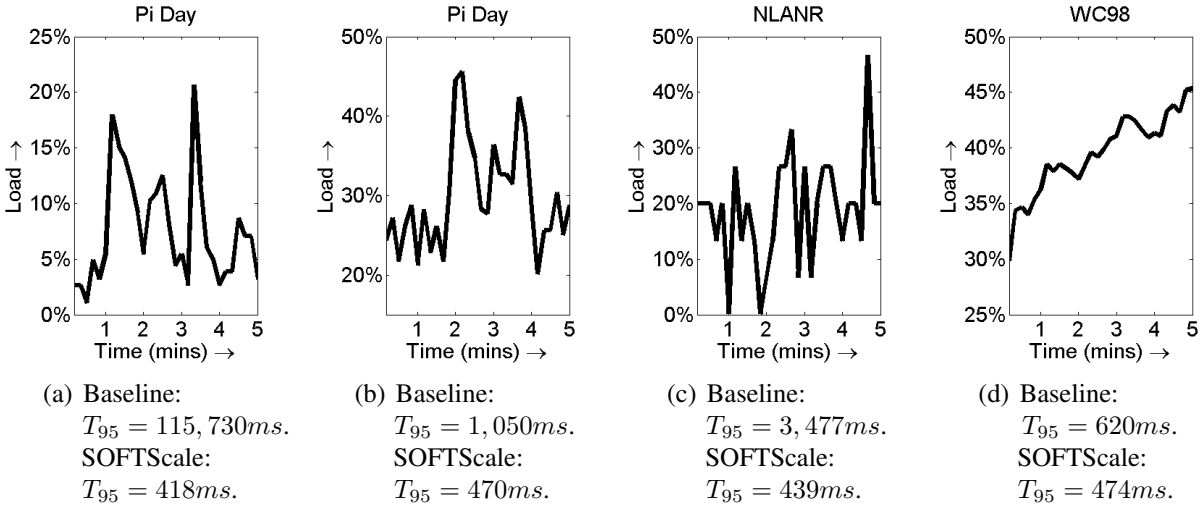 Pi Day
25%
20%
15%
10%
5%
0%
Load →
1 2 3 4 5
Time (mins) →
(a) Baseline:
T95 = 115, 730ms.
SOFTScale:
T95 = 418ms.
Pi Day
50%
40%
30%
20%
Load →
1 2 3 4 5
Time (mins) →
(b) Baseline:
T95 = 1, 050ms.
SOFTScale:
T95 = 470ms.
NLANR
50%
40%
30%
20%
10%
0%
Load →
1 2 3 4 5
Time (mins) →
(c) Baseline:
T95 = 3, 477ms.
SOFTScale:
T95 = 439ms.
WC98
50%
45%
40%
35%
30%
25%
Load →
1 2 3 4 5
Time (mins) →
(d) Baseline:
T95 = 620ms.
SOFTScale:
T95 = 474ms.